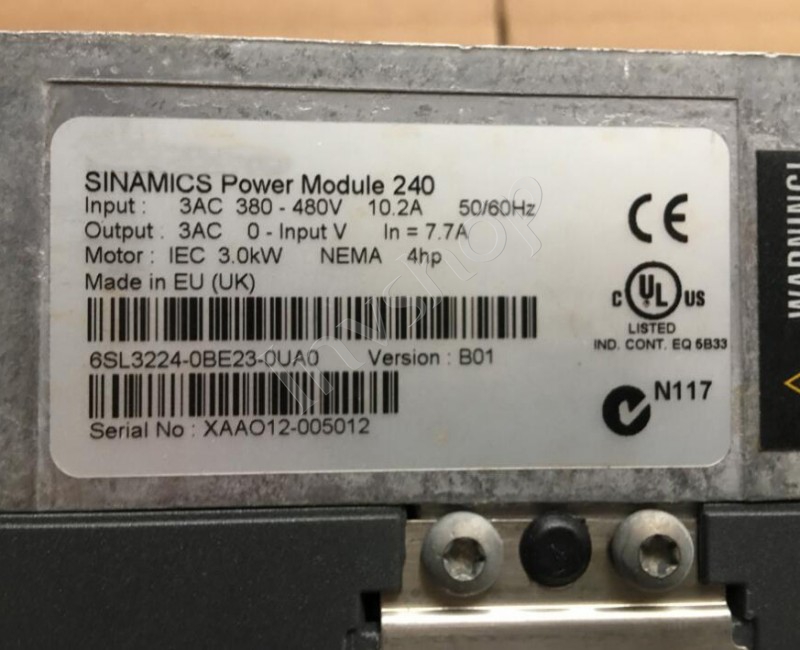 SINAMICS Power Module 240
Input : 3AC 380 - 480V 10.2A 50/60Hz
Output : 3AC 0 - Input V In = 7.7A
Motor : IEC 3.0kW NEMA 4hp
Made in EU (UK)
6SL3224-0BE23-0UA0 Version : B01
Serial No : XAAO12-005012
CE
C UL US
LISTED
IND. CONT. EQ 5B33
N117
WARNING!
invshop